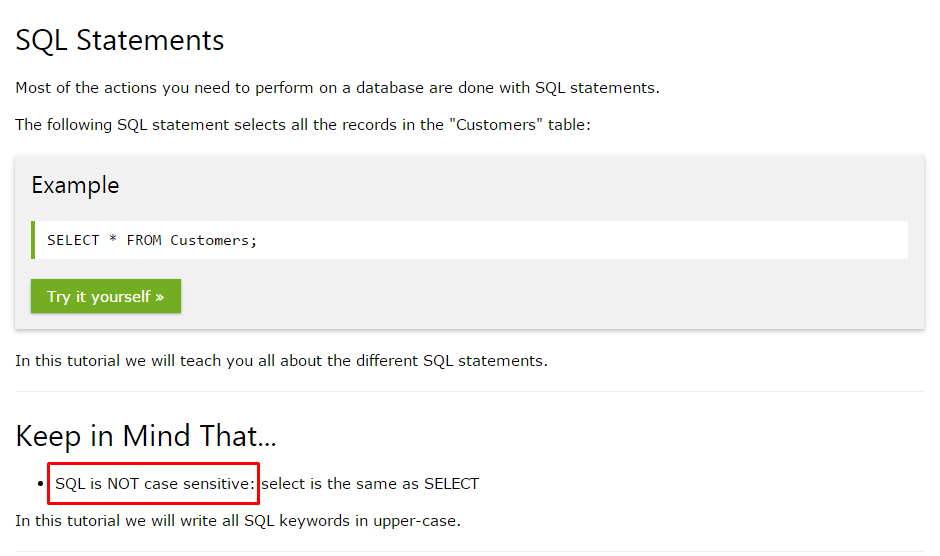 SQL Statements
Most of the actions you need to perform on a database are done with SQL statements.
The following SQL statement selects all the records in the "Customers" table:
Example
SELECT * FROM Customers;
Try it yourself »
In this tutorial we will teach you all about the different SQL statements.
Keep in Mind That...
• SQL is NOT case sensitive: select is the same as SELECT
In this tutorial we will write all SQL keywords in upper-case.